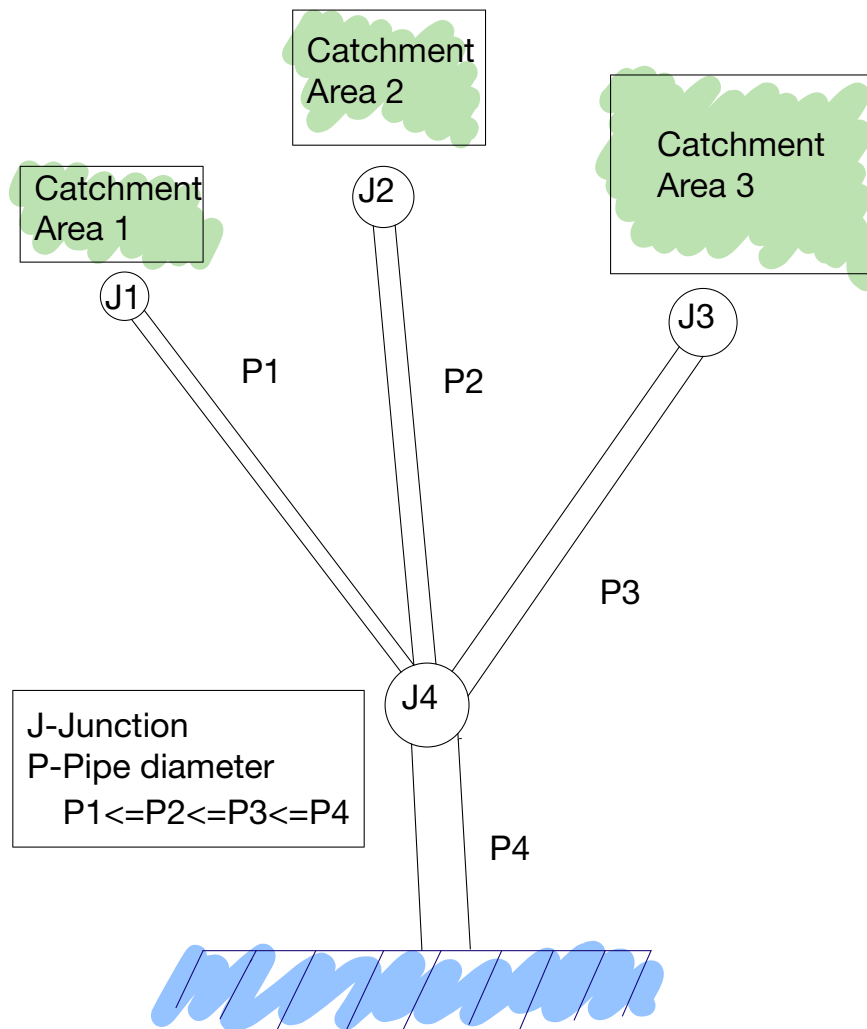 Catchment
Area 2
Catchment
Area 3
Catchment
Area 1
J2
J1
J3
P1
P2
P3
J4
J-Junction
P-Pipe diameter
P1<=P2<=P3<=P4
P4